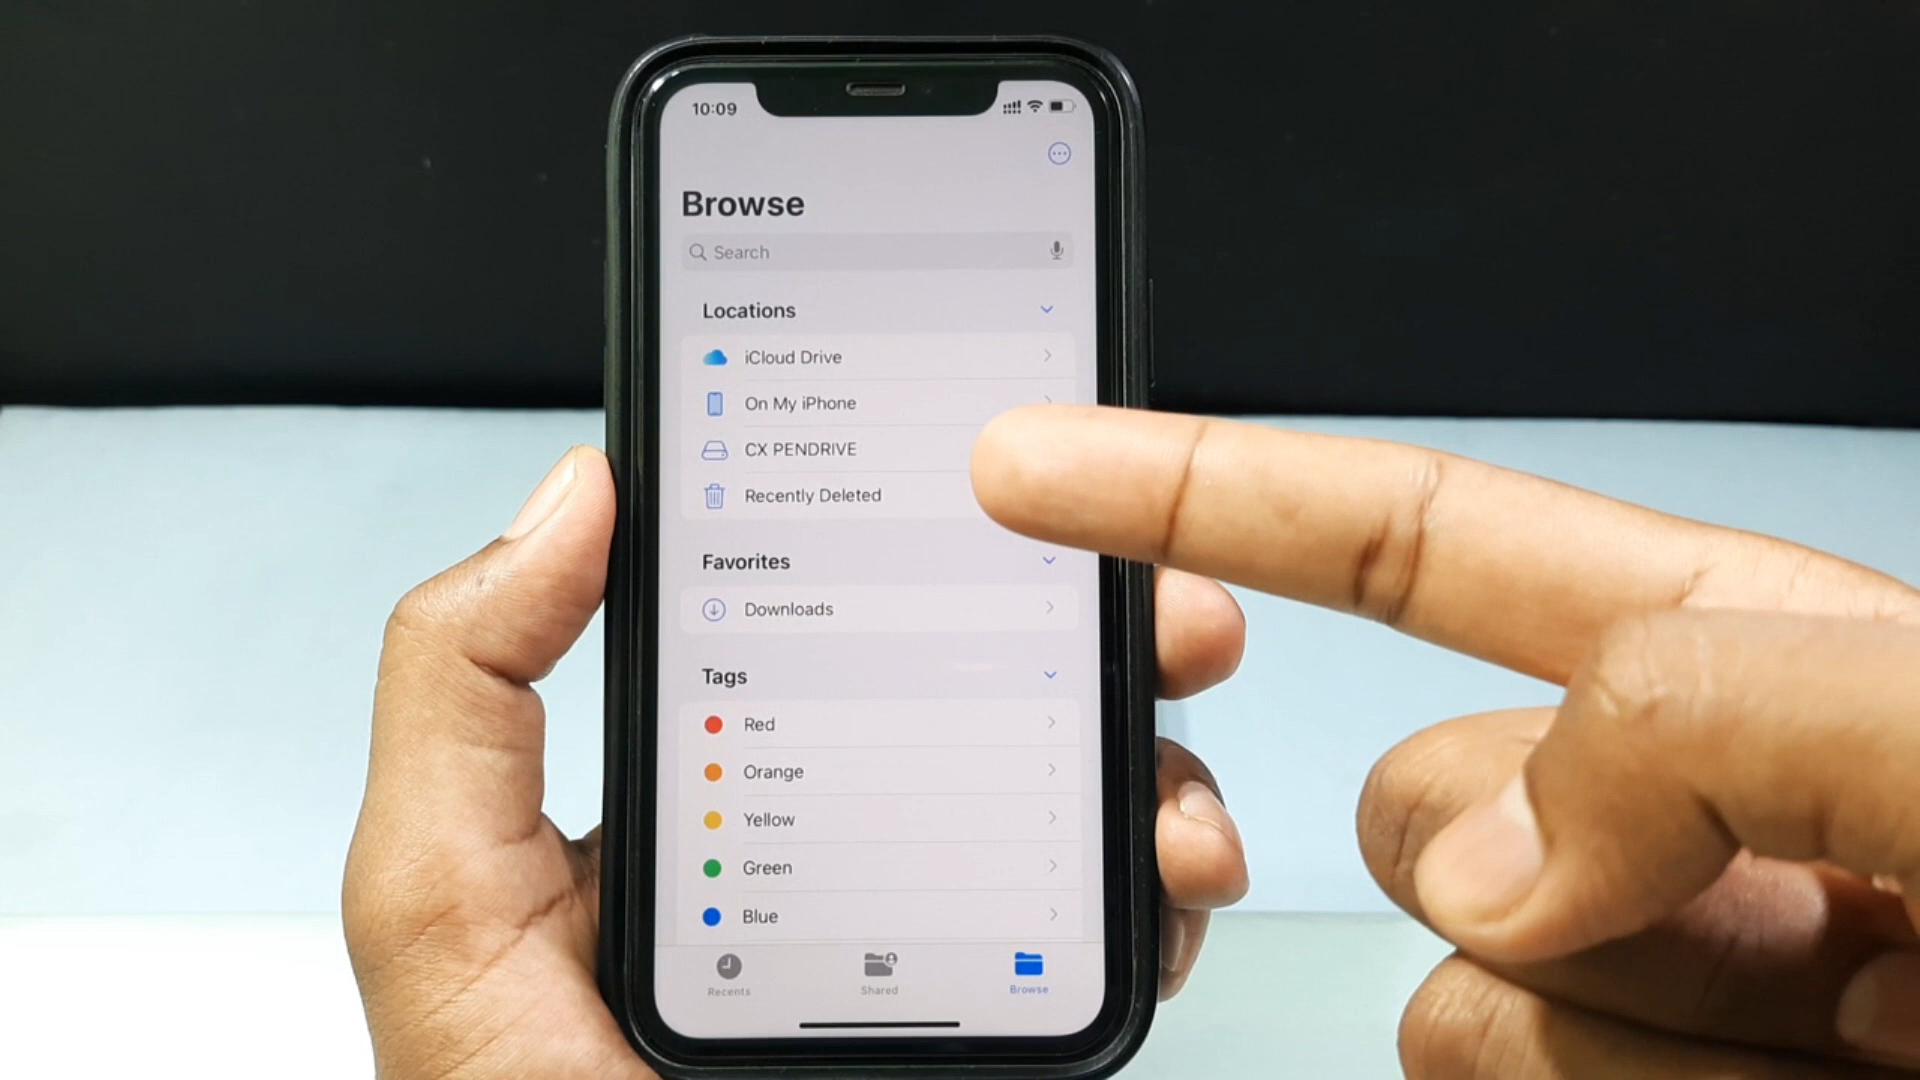 10:09
Browse
Search
Locations
iCloud Drive
On My iPhone
CX PENDRIVE
Recently Deleted
Favorites
Downloads
Tags
Red
Orange
Yellow
Green
Blue
Recents
Shared
Browse